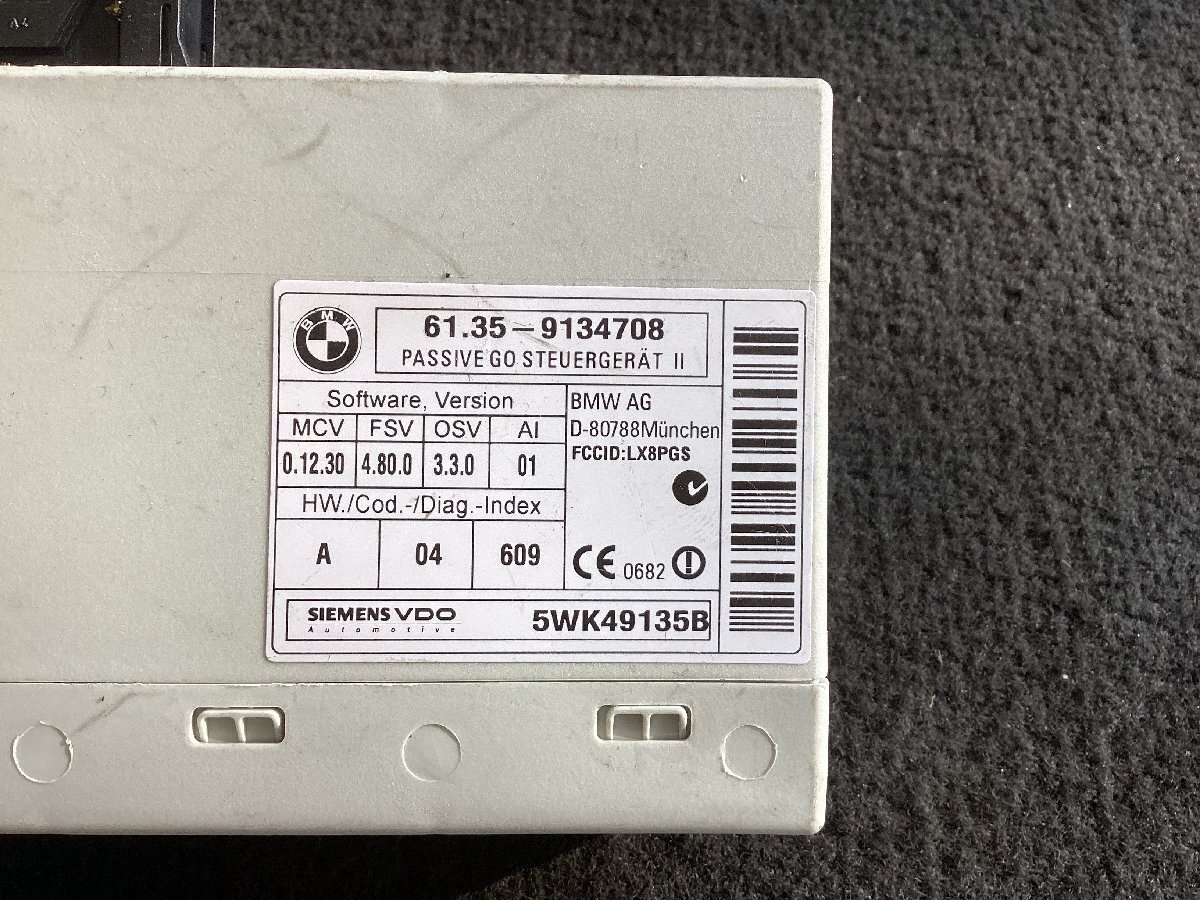 A4
BMW
61.35-9134708
PASSIVE GO STEUERGERÄT II
Software, Version
MCV FSV OSV AI
0.12.30 4.80.0 3.3.0 01
HW./Cod.-/Diag.-Index
A 04 609
BMW AG
D-80788München
FCCID:LX8PGS
CE 0682
SIEMENS VDO
Automotive
5WK49135B